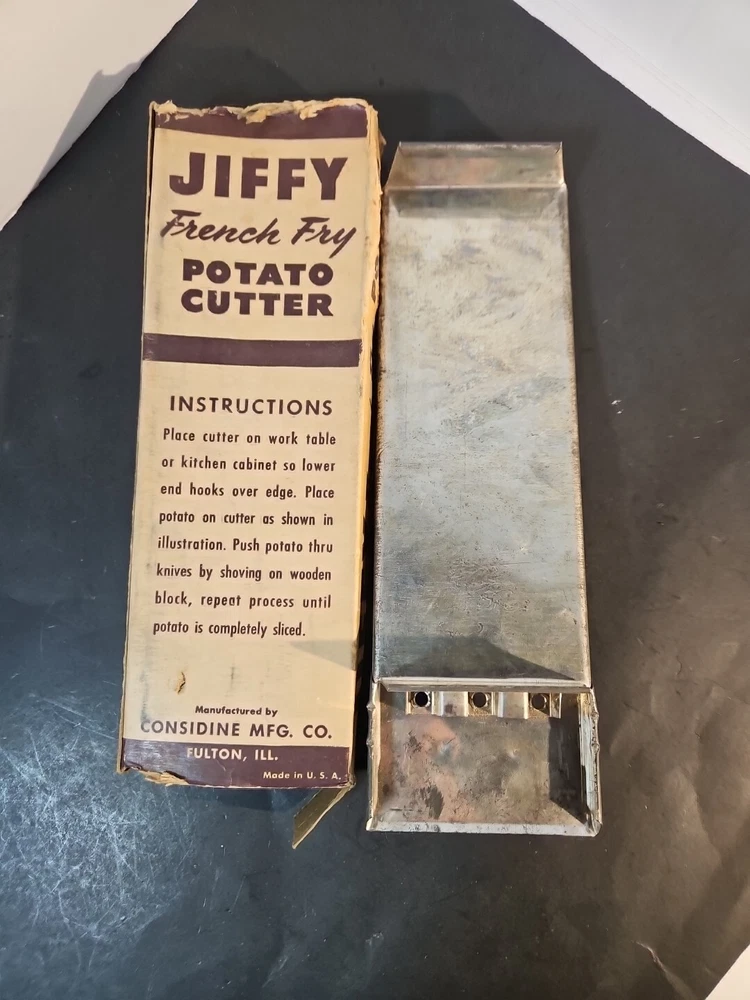 JIFFY
French Fry
POTATO
CUTTER
INSTRUCTIONS
Place cutter on work table
or kitchen cabinet so lower
end hooks over edge. Place
potato on cutter as shown in
illustration. Push potato thru
knives by shoving on wooden
block, repeat process until
potato is completely sliced.
Manufactured by
CONSIDINE MFG. CO.
FULTON, ILL.
Made in U. S. A.